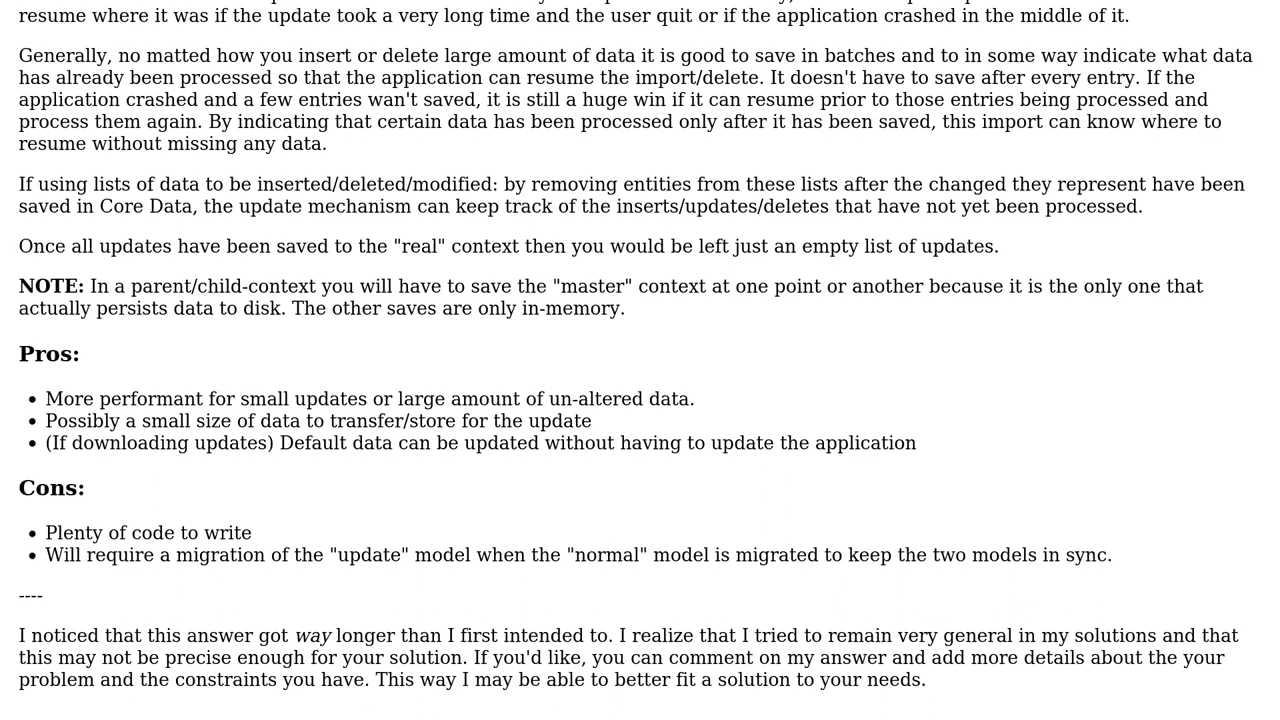 resume where it was if the update took a very long time and the user quit or if the application crashed in the middle of it.
Generally, no matted how you insert or delete large amount of data it is good to save in batches and to in some way indicate what data
has already been processed so that the application can resume the import/delete. It doesn't have to save after every entry. If the
application crashed and a few entries wan't saved, it is still a huge win if it can resume prior to those entries being processed and
process them again. By indicating that certain data has been processed only after it has been saved, this import can know where to
resume without missing any data.
If using lists of data to be inserted/deleted/modified: by removing entities from these lists after the changed they represent have been
saved in Core Data, the update mechanism can keep track of the inserts/updates/deletes that have not yet been processed.
Once all updates have been saved to the "real" context then you would be left just an empty list of updates.
NOTE: In a parent/child-context you will have to save the "master" context at one point or another because it is the only one that
actually persists data to disk. The other saves are only in-memory.
Pros:
• More performant for small updates or large amount of un-altered data.
• Possibly a small size of data to transfer/store for the update
• (If downloading updates) Default data can be updated without having to update the application
Cons:
• Plenty of code to write
• Will require a migration of the "update" model when the "normal" model is migrated to keep the two models in sync.
----
I noticed that this answer got way longer than I first intended to. I realize that I tried to remain very general in my solutions and that
this may not be precise enough for your solution. If you'd like, you can comment on my answer and add more details about the your
problem and the constraints you have. This way I may be able to better fit a solution to your needs.